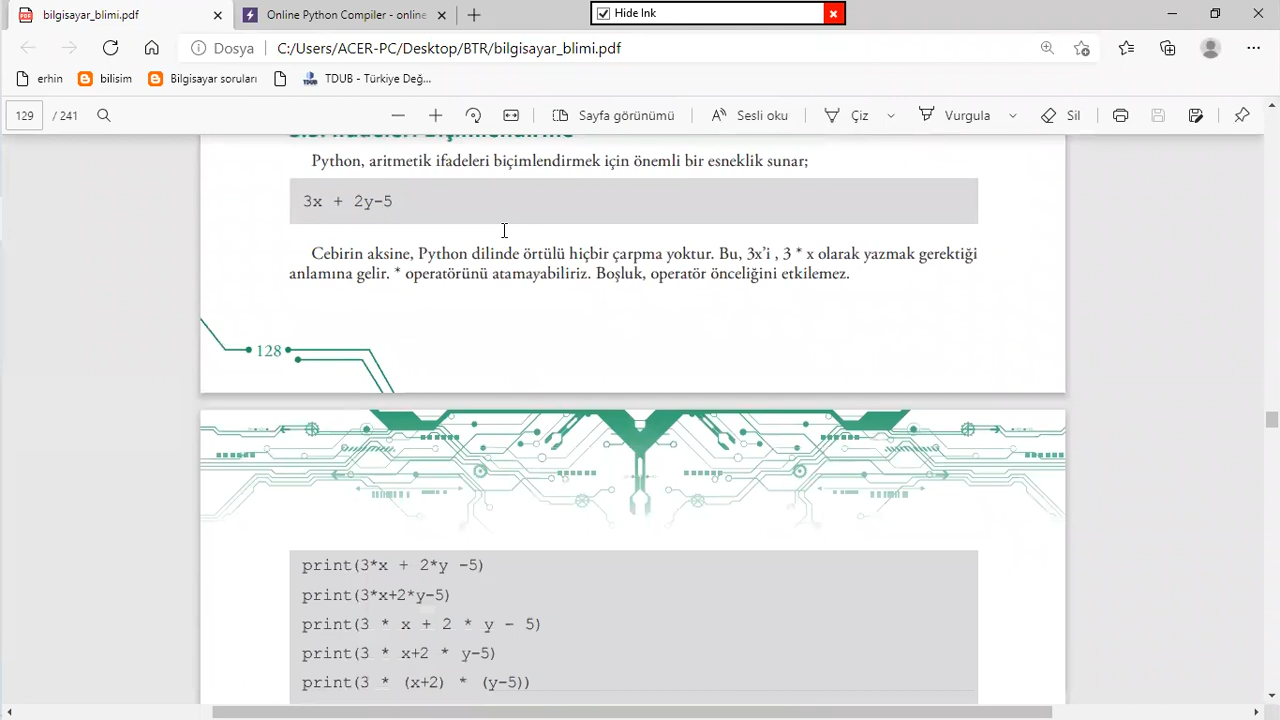 bilgisayar_blimi.pdf
Online Python Compiler - online
Hide Ink
Dosya
C:/Users/ACER-PC/Desktop/BTR/bilgisayar_blimi.pdf
erhin
bilisim
Bilgisayar soruları
TDUB - Türkiye Değ...
129
/ 241
Sayfa görünümü
Sesli oku
Çiz
Vurgula
Sil
Python, aritmetik ifadeleri biçimlendirmek için önemli bir esneklik sunar;
3x + 2y-5
Cebirin aksine, Python dilinde örtülü hiçbir çarpma yoktur. Bu, 3x'i , 3 * x olarak yazmak gerektiği
anlamına gelir. * operatörünü atamayabiliriz. Boşluk, operatör önceliğini etkilemez.
128
print(3*x + 2*y -5)
print(3*x+2*y-5)
print(3 * x + 2 * y - 5)
print(3 * x+2 * y-5)
print(3 * (x+2) * (y-5))